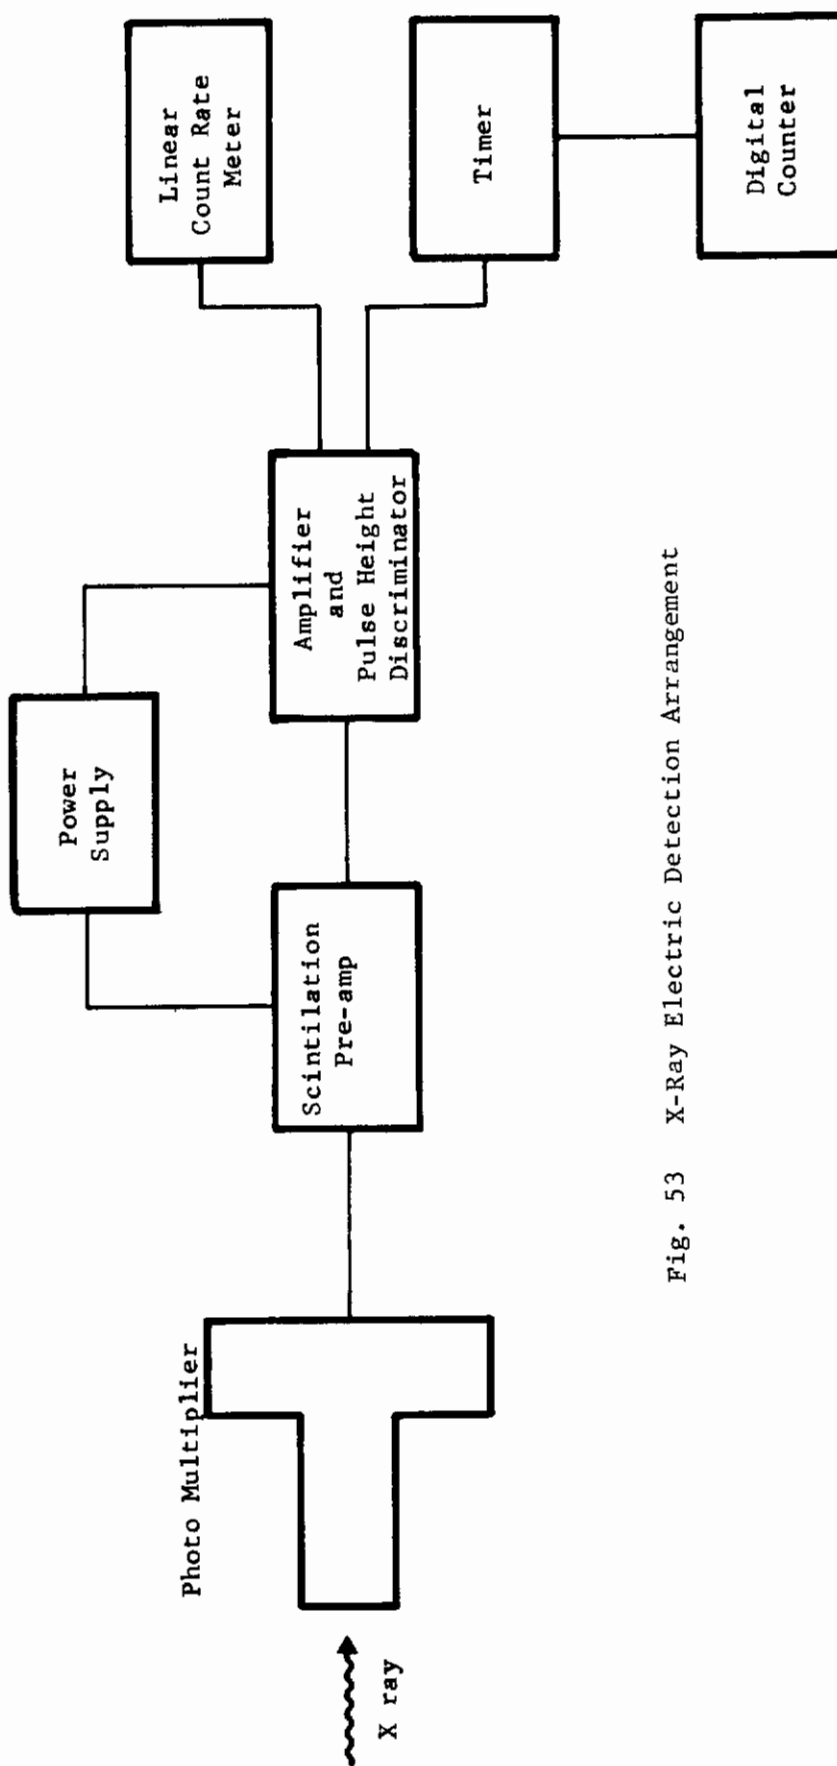 X ray
Photo Multiplier
Scintilation
Pre-amp
Power
Supply
Amplifier
and
Pulse Height
Discriminator
Linear
Count Rate
Meter
Timer
Digital
Counter
Fig. 53 X-Ray Electric Detection Arrangement